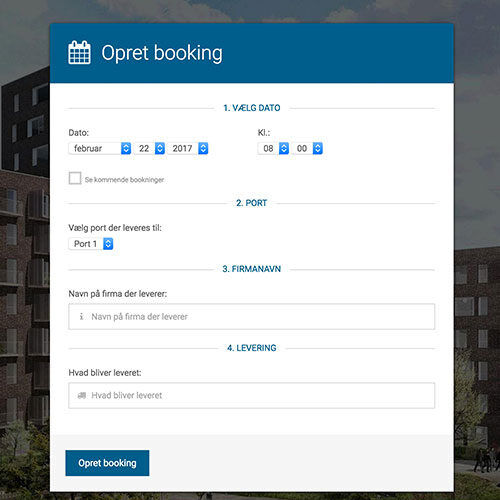 Opret booking
1. VÆLG DATO
Dato: Kl.:
februar 22 2017 08 00
Se kommende bookninger
2. PORT
Vælg port der leveres til:
Port 1
3. FIRMANAVN
Navn på firma der leverer:
Navn på firma der leverer
4. LEVERING
Hvad bliver leveret:
Hvad bliver leveret
Opret booking